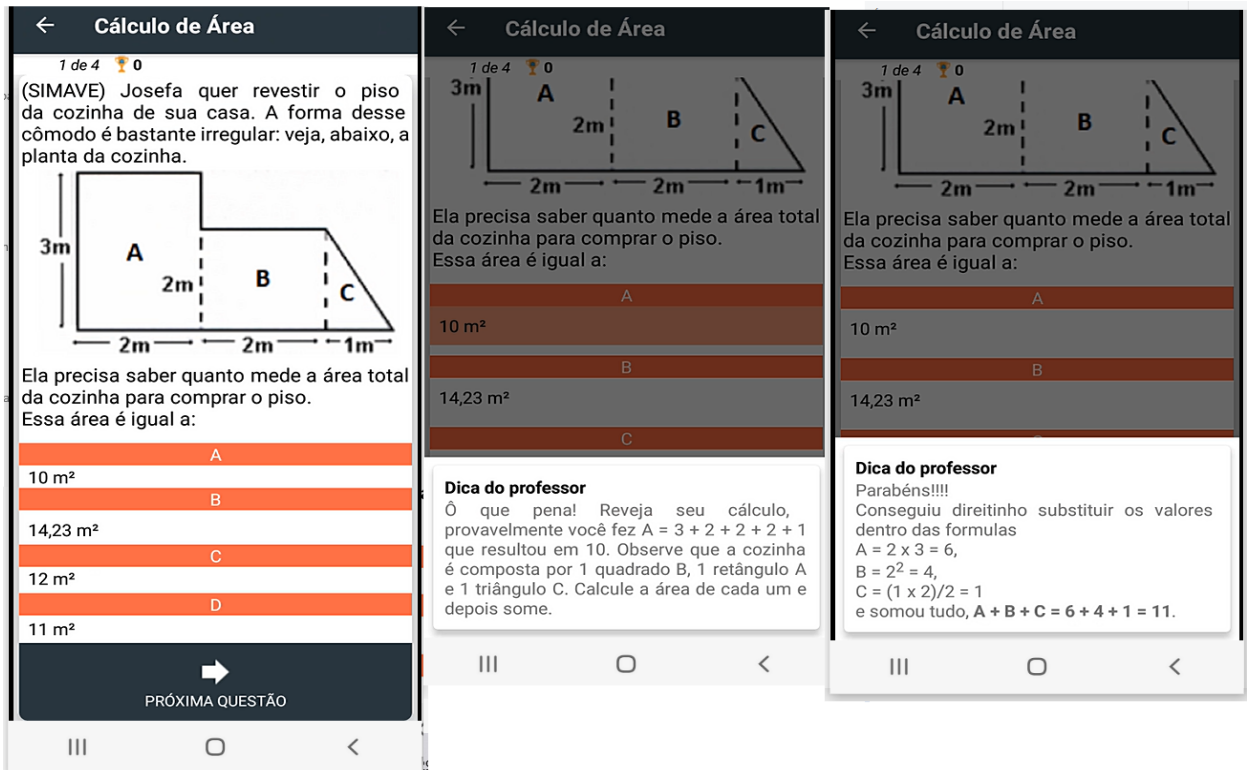 Cálculo de Área
1 de 4 0
(SIMAVE) Josefa quer revestir o piso
da cozinha de sua casa. A forma desse
cômodo é bastante irregular: veja, abaixo, a
planta da cozinha.
3m
A
2m
B
C
2m
2m
1m
Ela precisa saber quanto mede a área total
da cozinha para comprar o piso.
Essa área é igual a:
A
10 m²
B
14,23 m²
C
12 m²
D
11 m²
PRÓXIMA QUESTÃO
Cálculo de Área
1 de 4 0
3m
A
2m
B
C
2m
2m
1m
Ela precisa saber quanto mede a área total
da cozinha para comprar o piso.
Essa área é igual a:
A
10 m²
B
14,23 m²
C
Dica do professor
Ô que pena! Reveja seu cálculo,
provavelmente você fez A = 3 + 2 + 2 + 2 + 1
que resultou em 10. Observe que a cozinha
é composta por 1 quadrado B, 1 retângulo A
e 1 triângulo C. Calcule a área de cada um e
depois some.
Cálculo de Área
1 de 4 0
3m
A
2m
B
C
2m
2m
1m
Ela precisa saber quanto mede a área total
da cozinha para comprar o piso.
Essa área é igual a:
A
10 m²
B
14,23 m²
Dica do professor
Parabéns!!!!
Conseguiu direitinho substituir os valores
dentro das formulas
A = 2 x 3 = 6,
B = 2² = 4,
C = (1 x 2)/2 = 1
e somou tudo, A + B + C = 6 + 4 + 1 = 11.